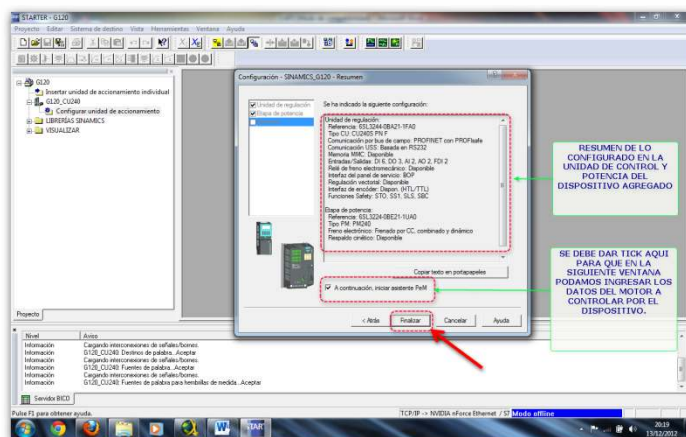 STARTER - G120
Proyecto Editar Sistema de destino Vista Herramientas Ventana Ayuda
G120
Insertar unidad de accionamiento individual
G120_CU240
Configurar unidad de accionamiento
LIBRERÍAS SINAMICS
VISUALIZAR
Proyecto
Configuración - SINAMICS_G120 - Resumen
Unidad de regulación
Etapa de potencia
Se ha indicado la siguiente configuración:
Unidad de regulación:
Referencia: 6SL3244-0BA21-1FA0
Tipo CU: CU240S PN F
Comunicación por bus de campo: PROFINET con PROFIsafe
Comunicación USS: Basada en RS232
Memoria MMC: Disponible
Entradas/Salidas: DI 6, DO 3, AI 2, AO 2, FDI 2
Relé de freno electromecánico: Disponible
Interfaz del panel de servicio: BOP
Regulación vectorial: Disponible
Interfaz de encóder: Dispon. (HTL/TTL)
Funciones Safety: STO, SS1, SLS, SBC
Etapa de potencia:
Referencia: 6SL3224-0BE21-1UA0
Tipo PM: PM240
Freno electrónico: Frenado por CC, combinado y dinámico
Respaldo cinético: Disponible
Copiar texto en portapapeles
A continuación, iniciar asistente PeM
< Atrás
Finalizar
Cancelar
Ayuda
RESUMEN DE LO
CONFIGURADO EN LA
UNIDAD DE CONTROL Y
POTENCIA DEL
DISPOSITIVO AGREGADO
SE DEBE DAR TICK AQUI
PARA QUE EN LA
SIGUIENTE VENTANA
PODAMOS INGRESAR LOS
DATOS DEL MOTOR A
CONTROLAR POR EL
DISPOSITIVO.
Nivel Aviso
Información Cargando interconexiones de señales/bornes.
Información G120_CU240: Destinos de palabra...Aceptar
Información Cargando interconexiones de señales/bornes.
Información G120_CU240: Fuentes de palabra...Aceptar
Información G120_CU240: Fuentes de palabra para hembrillas de medida...Aceptar
Servidor BICO
Pulse F1 para obtener ayuda.
TCP/IP -> NVIDIA nForce Ethernet / ST
Modo offline
START
20:19
13/12/2012